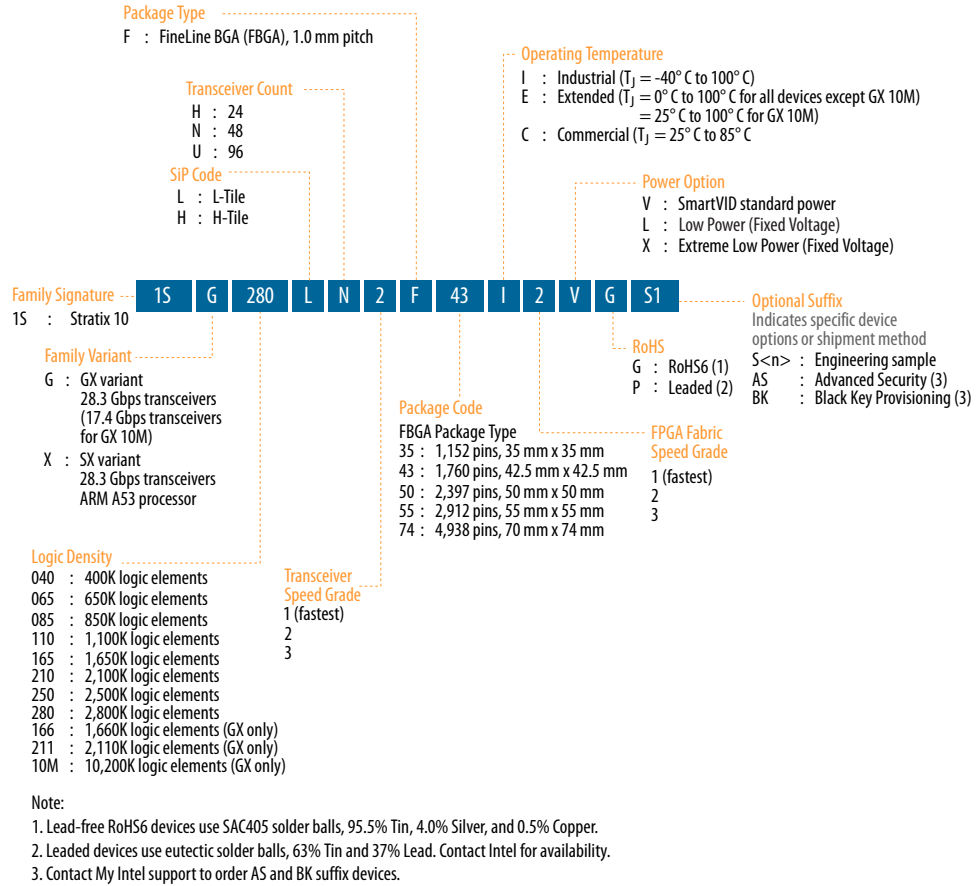 Package Type
F : FineLine BGA (FBGA), 1.0 mm pitch
Operating Temperature
I : Industrial (TJ = -40° C to 100° C)
E : Extended (TJ = 0° C to 100° C for all devices except GX 10M)
= 25° C to 100° C for GX 10M)
C : Commercial (TJ = 25° C to 85° C
Transceiver Count
H : 24
N : 48
U : 96
SiP Code
L : L-Tile
H : H-Tile
Power Option
V : SmartVID standard power
L : Low Power (Fixed Voltage)
X : Extreme Low Power (Fixed Voltage)
1S G 280 L N 2 F 43 I 2 V G S1
Family Signature
1S : Stratix 10
Optional Suffix
Indicates specific device
options or shipment method
S<n> : Engineering sample
AS : Advanced Security (3)
BK : Black Key Provisioning (3)
Family Variant
G : GX variant
28.3 Gbps transceivers
(17.4 Gbps transceivers
for GX 10M)
X : SX variant
28.3 Gbps transceivers
ARM A53 processor
RoHS
G : RoHS6 (1)
P : Leaded (2)
Package Code
FBGA Package Type
35 : 1,152 pins, 35 mm x 35 mm
43 : 1,760 pins, 42.5 mm x 42.5 mm
50 : 2,397 pins, 50 mm x 50 mm
55 : 2,912 pins, 55 mm x 55 mm
74 : 4,938 pins, 70 mm x 74 mm
FPGA Fabric
Speed Grade
1 (fastest)
2
3
Logic Density
040 : 400K logic elements
065 : 650K logic elements
085 : 850K logic elements
110 : 1,100K logic elements
165 : 1,650K logic elements
210 : 2,100K logic elements
250 : 2,500K logic elements
280 : 2,800K logic elements
166 : 1,660K logic elements (GX only)
211 : 2,110K logic elements (GX only)
10M : 10,200K logic elements (GX only)
Transceiver
Speed Grade
1 (fastest)
2
3
Note:
1. Lead-free RoHS6 devices use SAC405 solder balls, 95.5% Tin, 4.0% Silver, and 0.5% Copper.
2. Leaded devices use eutectic solder balls, 63% Tin and 37% Lead. Contact Intel for availability.
3. Contact My Intel support to order AS and BK suffix devices.